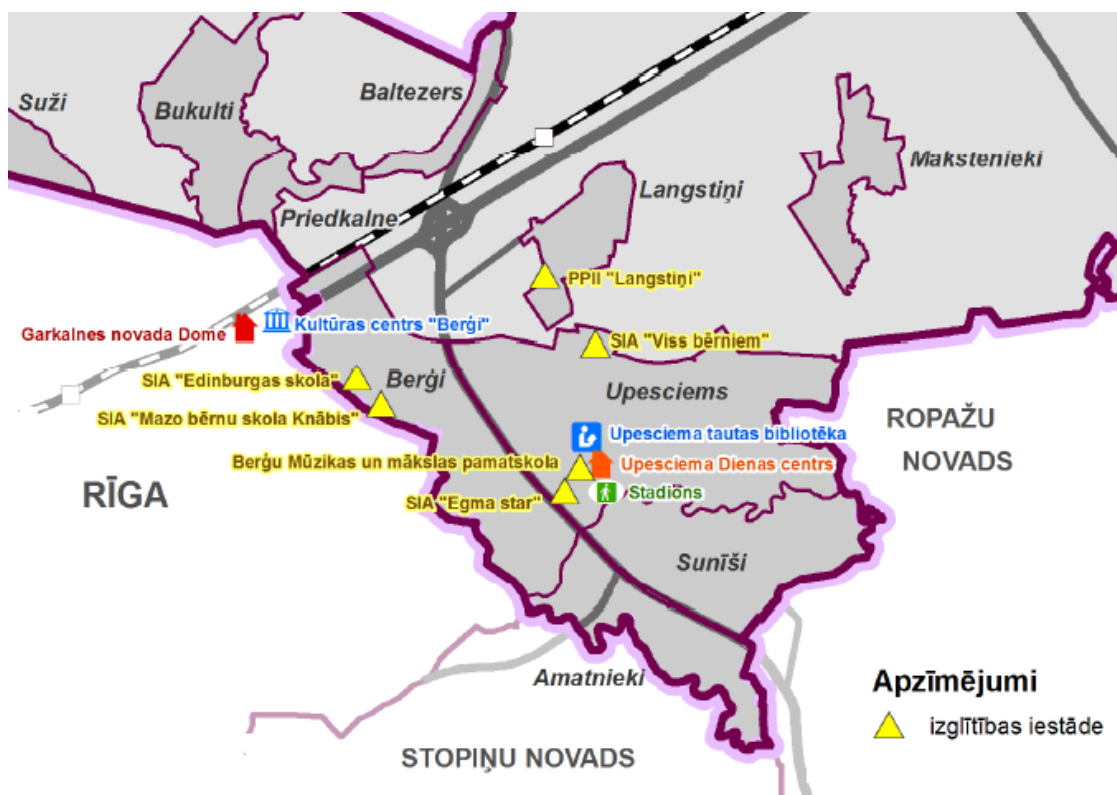 Baltezers
Suži
Bukulti
Makstenieki
Langstiņi
Priedkalne
PPII "Langstiņi"
Kultūras centrs "Berģi"
Garkalnes novada Dome
SIA "Viss bērniem"
SIA "Edinburgas skola"
Berģi
Upesciems
SIA "Mazo bērnu skola Knābis"
ROPAŽU
NOVADS
Upesciema tautas bibliotēka
Berģu Mūzikas un mākslas pamatskola
Upesciema Dienas centrs
RĪGA
SIA "Egma star"
Stadions
Sunīši
Amatnieki
Apzīmējumi
izglītības iestāde
STOPIŅU NOVADS